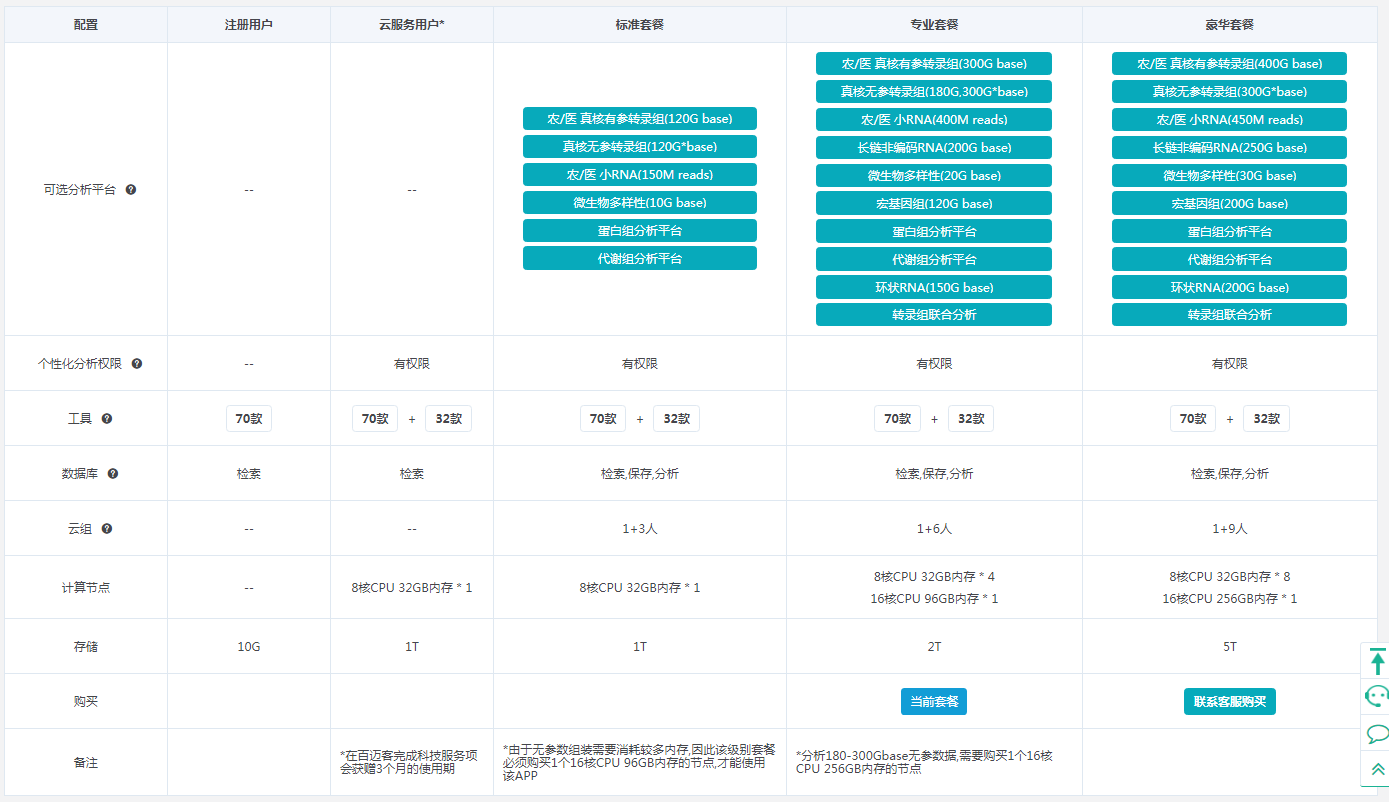 配置 注册用户 云服务用户* 标准套餐 专业套餐 豪华套餐
可选分析平台
--
--
农/医 真核有参转录组(120G base)
真核无参转录组(120G*base)
农/医 小RNA(150M reads)
微生物多样性(10G base)
蛋白组分析平台
代谢组分析平台
农/医 真核有参转录组(300G base)
真核无参转录组(180G,300G*base)
农/医 小RNA(400M reads)
长链非编码RNA(200G base)
微生物多样性(20G base)
宏基因组(120G base)
蛋白组分析平台
代谢组分析平台
环状RNA(150G base)
转录组联合分析
农/医 真核有参转录组(400G base)
真核无参转录组(300G*base)
农/医 小RNA(450M reads)
长链非编码RNA(250G base)
微生物多样性(30G base)
宏基因组(200G base)
蛋白组分析平台
代谢组分析平台
环状RNA(200G base)
转录组联合分析
个性化分析权限 -- 有权限 有权限 有权限 有权限
工具 70款 70款 + 32款 70款 + 32款 70款 + 32款 70款 + 32款
数据库 检索 检索 检索,保存,分析 检索,保存,分析 检索,保存,分析
云组 -- -- 1+3人 1+6人 1+9人
计算节点 -- 8核CPU 32GB内存 * 1 8核CPU 32GB内存 * 1
8核CPU 32GB内存 * 4
16核CPU 96GB内存 * 1
8核CPU 32GB内存 * 8
16核CPU 256GB内存 * 1
存储 10G 1T 1T 2T 5T
购买 当前套餐 联系客服购买
备注
*在百迈客完成科技服务项
会获赠3个月的使用期
*由于无参数组装需要消耗较多内存,因此该级别套餐
必须购买1个16核CPU 96GB内存的节点,才能使用
该APP
*分析180-300Gbase无参数据,需要购买1个16核
CPU 256GB内存的节点